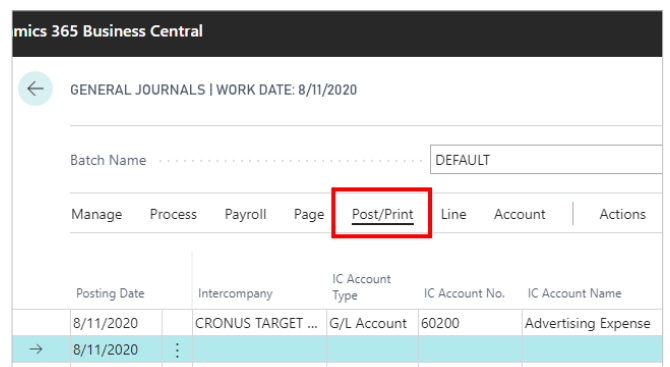 mics 365 Business Central
GENERAL JOURNALS | WORK DATE: 8/11/2020
Batch Name DEFAULT
Manage Process Payroll Page Post/Print Line Account Actions
Posting Date Intercompany IC Account Type IC Account No. IC Account Name
8/11/2020 CRONUS TARGET ... G/L Account 60200 Advertising Expense
8/11/2020